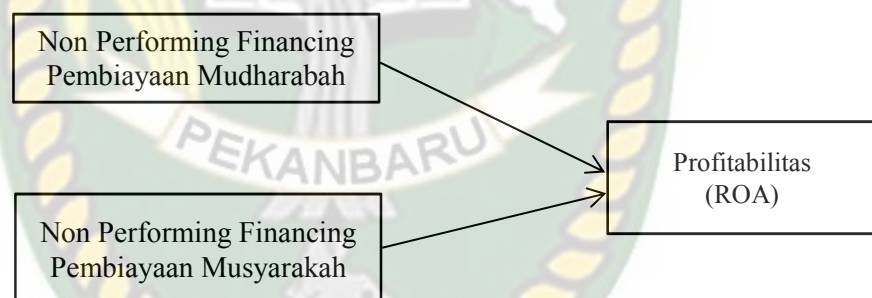 Non Performing Financing
Pembiayaan Mudharabah
PEKANBARU
Profitabilitas
(ROA)
Non Performing Financing
Pembiayaan Musyarakah